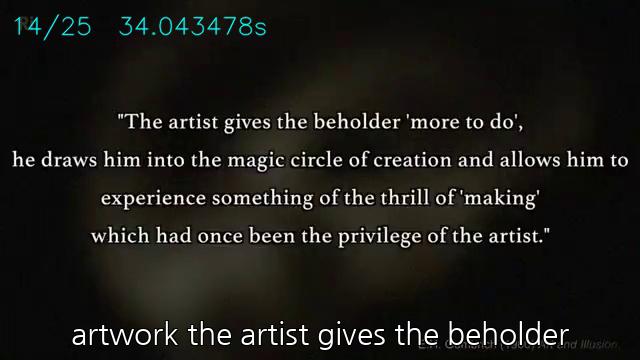 14/25 34.043478s
"The artist gives the beholder 'more to do',
he draws him into the magic circle of creation and allows him to
experience something of the thrill of 'making'
which had once been the privilege of the artist."
artwork the artist gives the beholder
and Illusion,